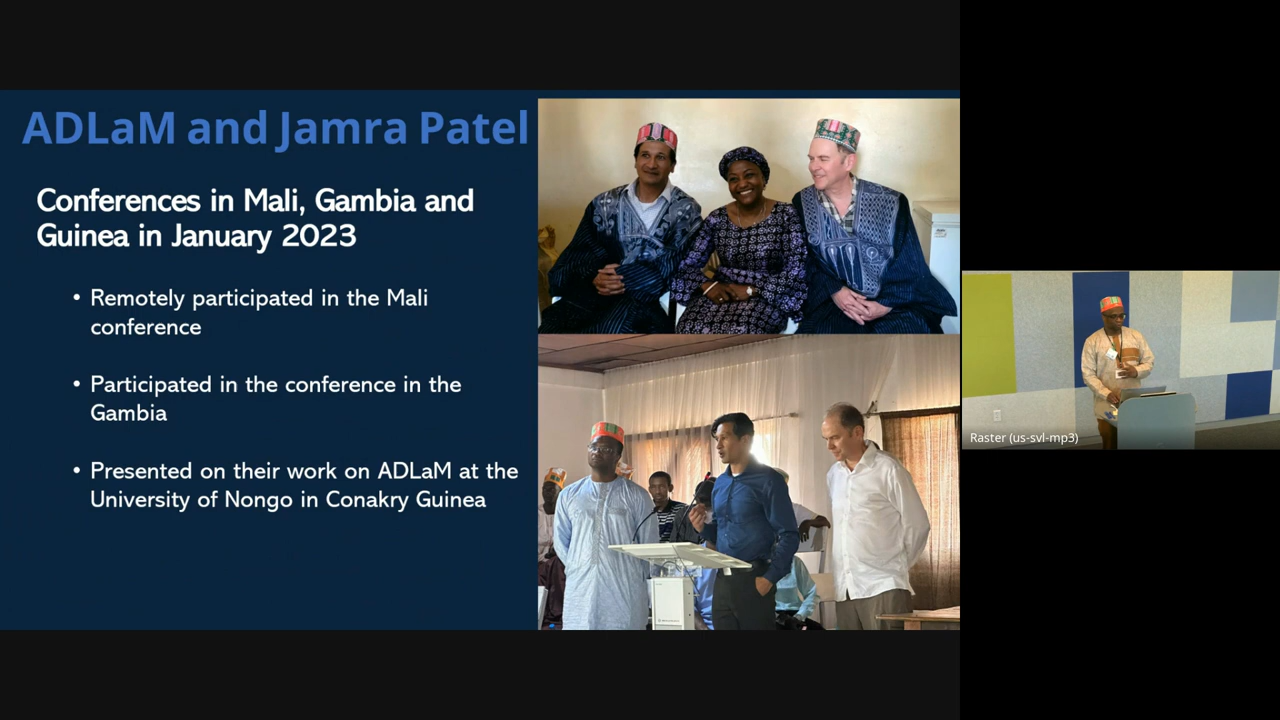 ADLaM and Jamra Patel
Conferences in Mali, Gambia and
Guinea in January 2023
• Remotely participated in the Mali
conference
• Participated in the conference in the
Gambia
• Presented on their work on ADLaM at the
University of Nongo in Conakry Guinea
Raster (us-svl-mp3)